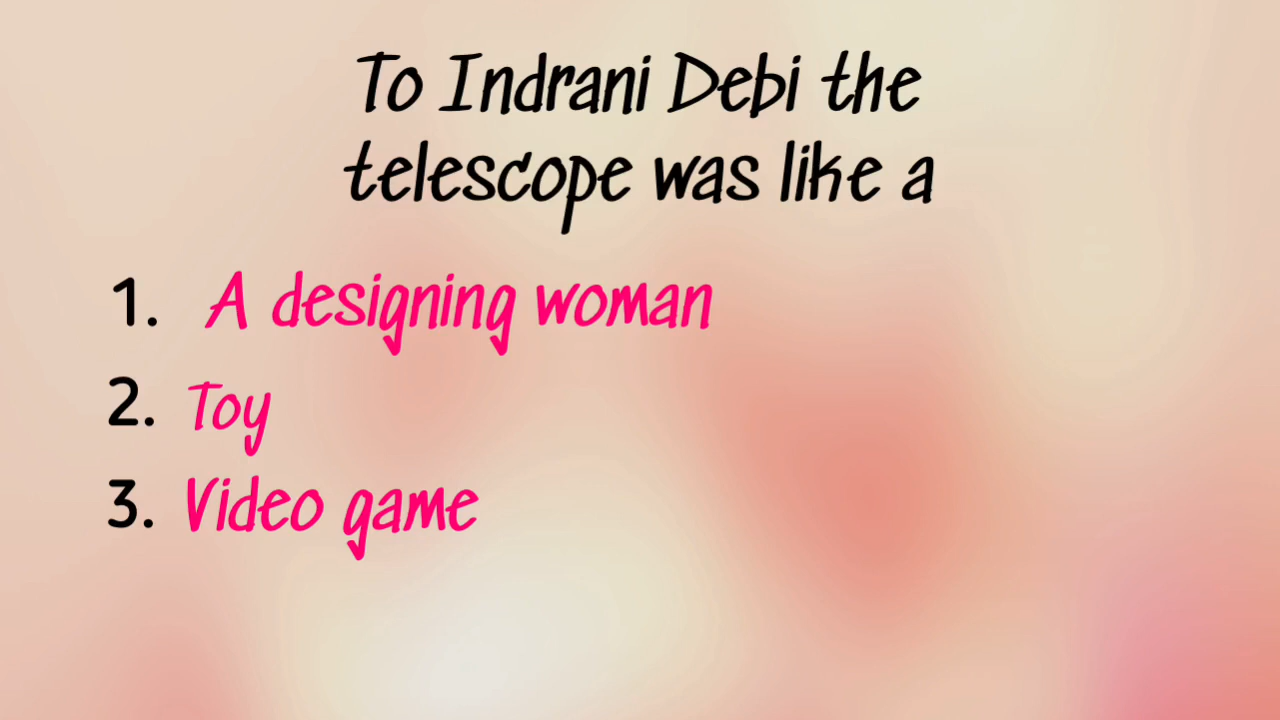 To Indrani Debi the
telescope was like a
1. A designing woman
2. Toy
3. Video game